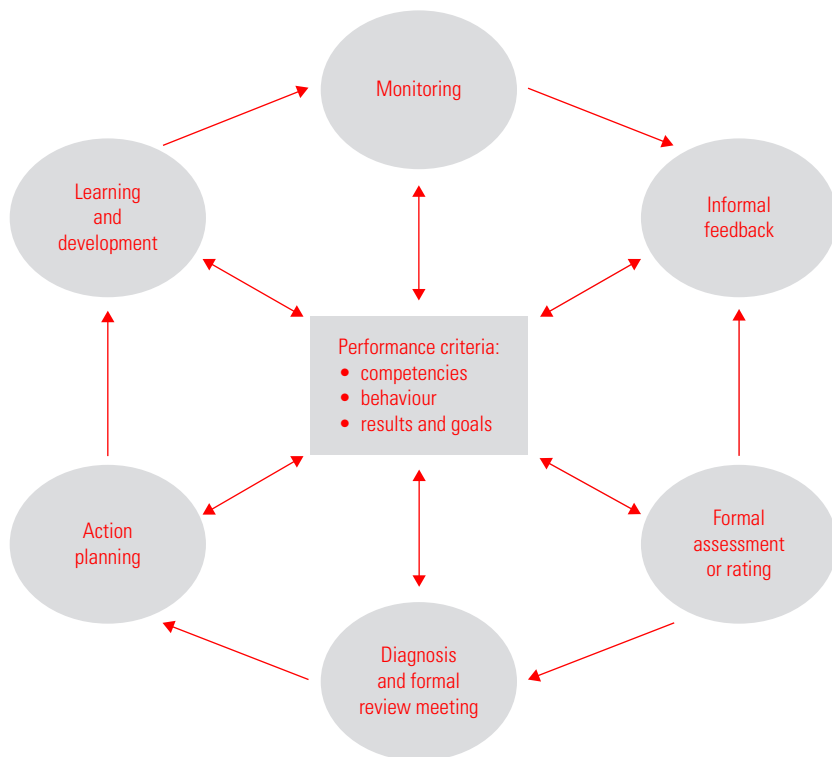 Monitoring
Informal
feedback
Formal
assessment
or rating
Diagnosis
and formal
review meeting
Action
planning
Learning
and
development
Performance criteria:
• competencies
• behaviour
• results and goals